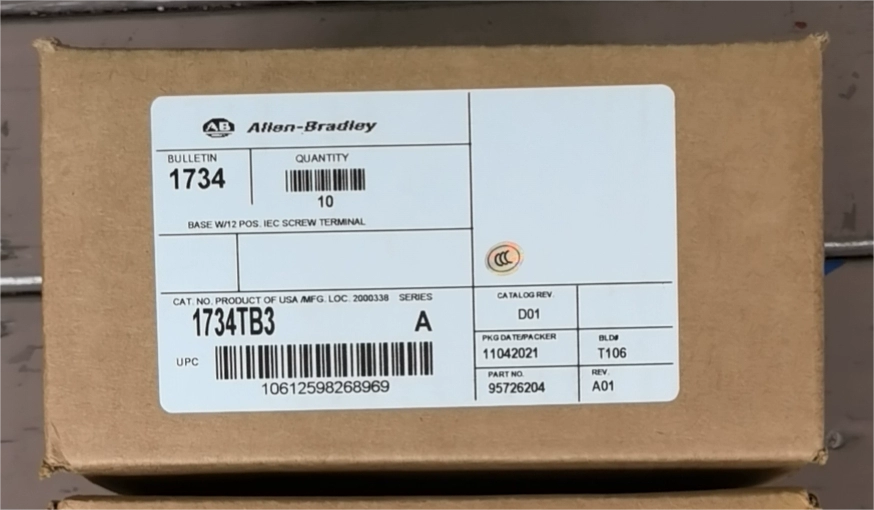 AB Allen-Bradley
BULLETIN
1734
QUANTITY
10
BASE W/12 POS. IEC SCREW TERMINAL
CAT. NO. PRODUCT OF USA /MFG. LOC. 2000338 SERIES
1734TB3 A
UPC
10612598268969
CCC
CATALOG REV.
D01
PKG DATE/PACKER
11042021
BLD#
T106
PART NO.
95726204
REV.
A01